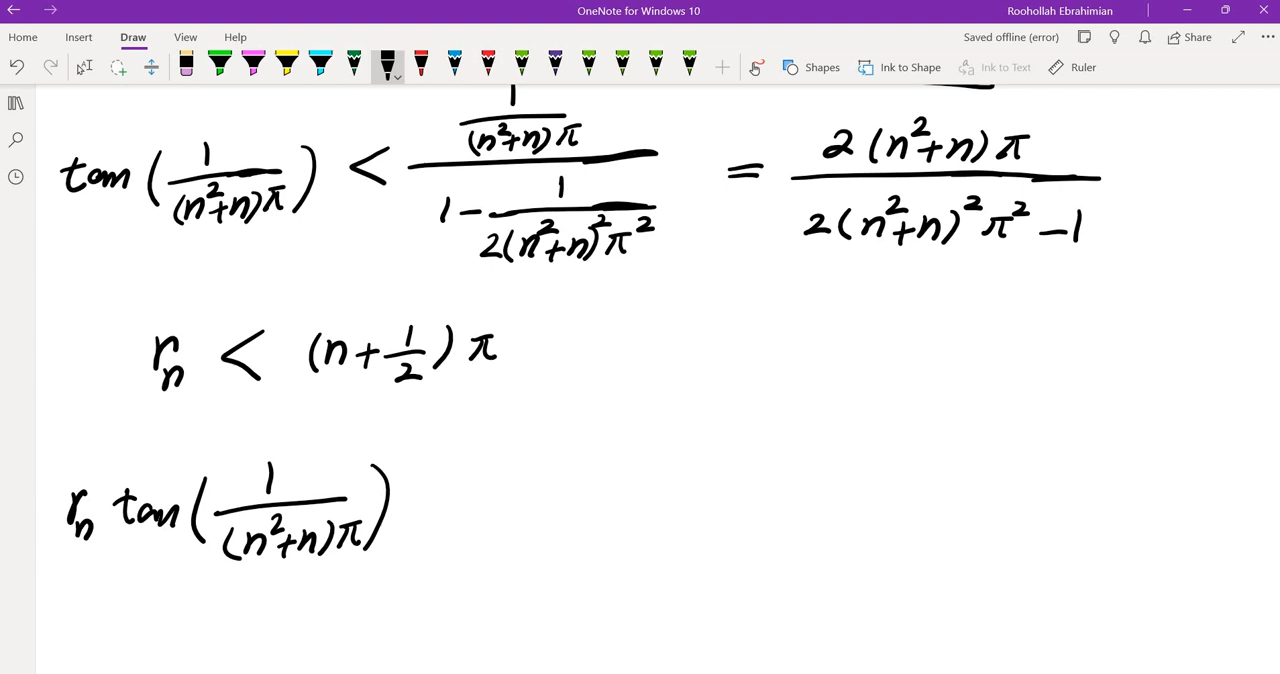 OneNote for Windows 10
Roohollah Ebrahimian
Home Insert Draw View Help
Saved offline (error)
Share
Shapes
Ink to Shape
Ink to Text
Ruler
tan(1/((n²+n)π)) < (1/((n²+n)π))/(1-1/(2(n²+n)²π²)) = (2(n²+n)π)/(2(n²+n)²π²-1)
rₙ < (n+1/2)π
rₙ tan(1/((n²+n)π))